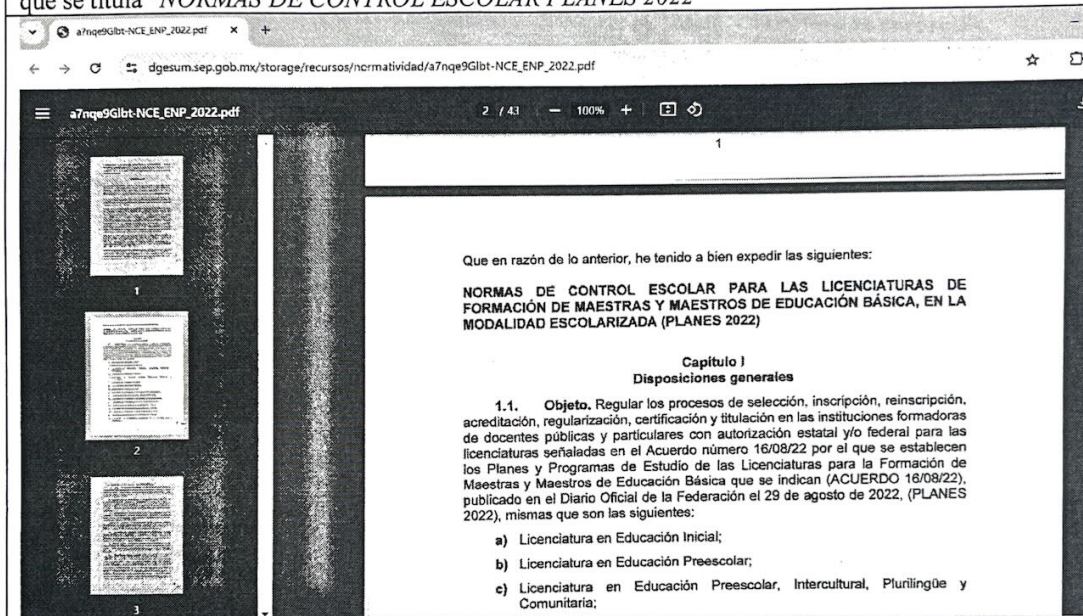 que se titula "NORMAS DE CONTROL ESCOLAR PLANES 2022"
a7nqe9Glbt-NCE_ENP_2022.pdf
dgesum.sep.gob.mx/storage/recursos/normatividad/a7nqe9Glbt-NCE_ENP_2022.pdf
a7nqe9Glbt-NCE_ENP_2022.pdf
2 / 43
100%
1
1
2
3
Que en razón de lo anterior, he tenido a bien expedir las siguientes:
NORMAS DE CONTROL ESCOLAR PARA LAS LICENCIATURAS DE
FORMACIÓN DE MAESTRAS Y MAESTROS DE EDUCACIÓN BÁSICA, EN LA
MODALIDAD ESCOLARIZADA (PLANES 2022)
Capítulo I
Disposiciones generales
1.1. Objeto. Regular los procesos de selección, inscripción, reinscripción,
acreditación, regularización, certificación y titulación en las instituciones formadoras
de docentes públicas y particulares con autorización estatal y/o federal para las
licenciaturas señaladas en el Acuerdo número 16/08/22 por el que se establecen
los Planes y Programas de Estudio de las Licenciaturas para la Formación de
Maestras y Maestros de Educación Básica que se indican (ACUERDO 16/08/22),
publicado en el Diario Oficial de la Federación el 29 de agosto de 2022, (PLANES
2022), mismas que son las siguientes:
a) Licenciatura en Educación Inicial;
b) Licenciatura en Educación Preescolar;
c) Licenciatura en Educación Preescolar, Intercultural, Plurilingüe y
Comunitaria;